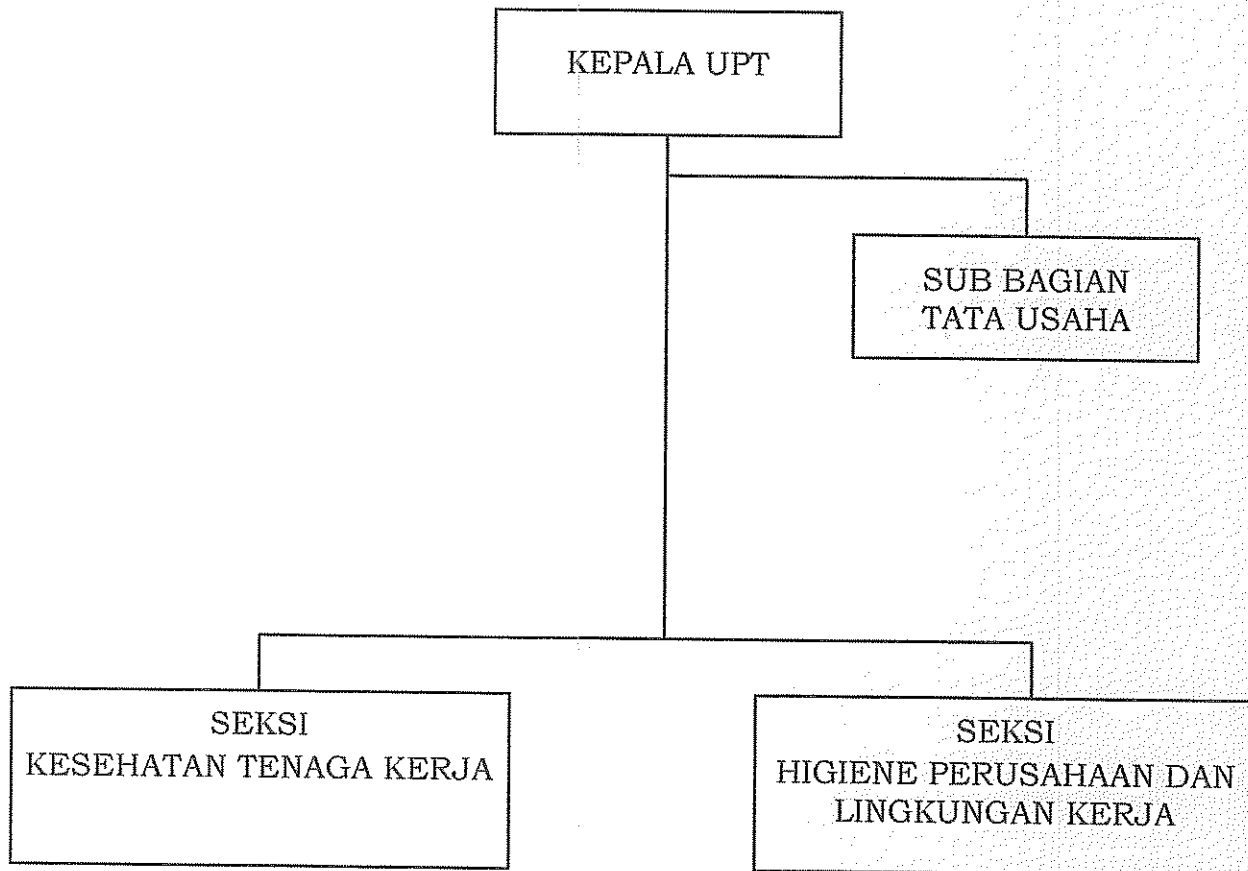 KEPALA UPT
SUB BAGIAN
TATA USAHA
SEKSI
KESEHATAN TENAGA KERJA
SEKSI
HIGIENE PERUSAHAAN DAN
LINGKUNGAN KERJA